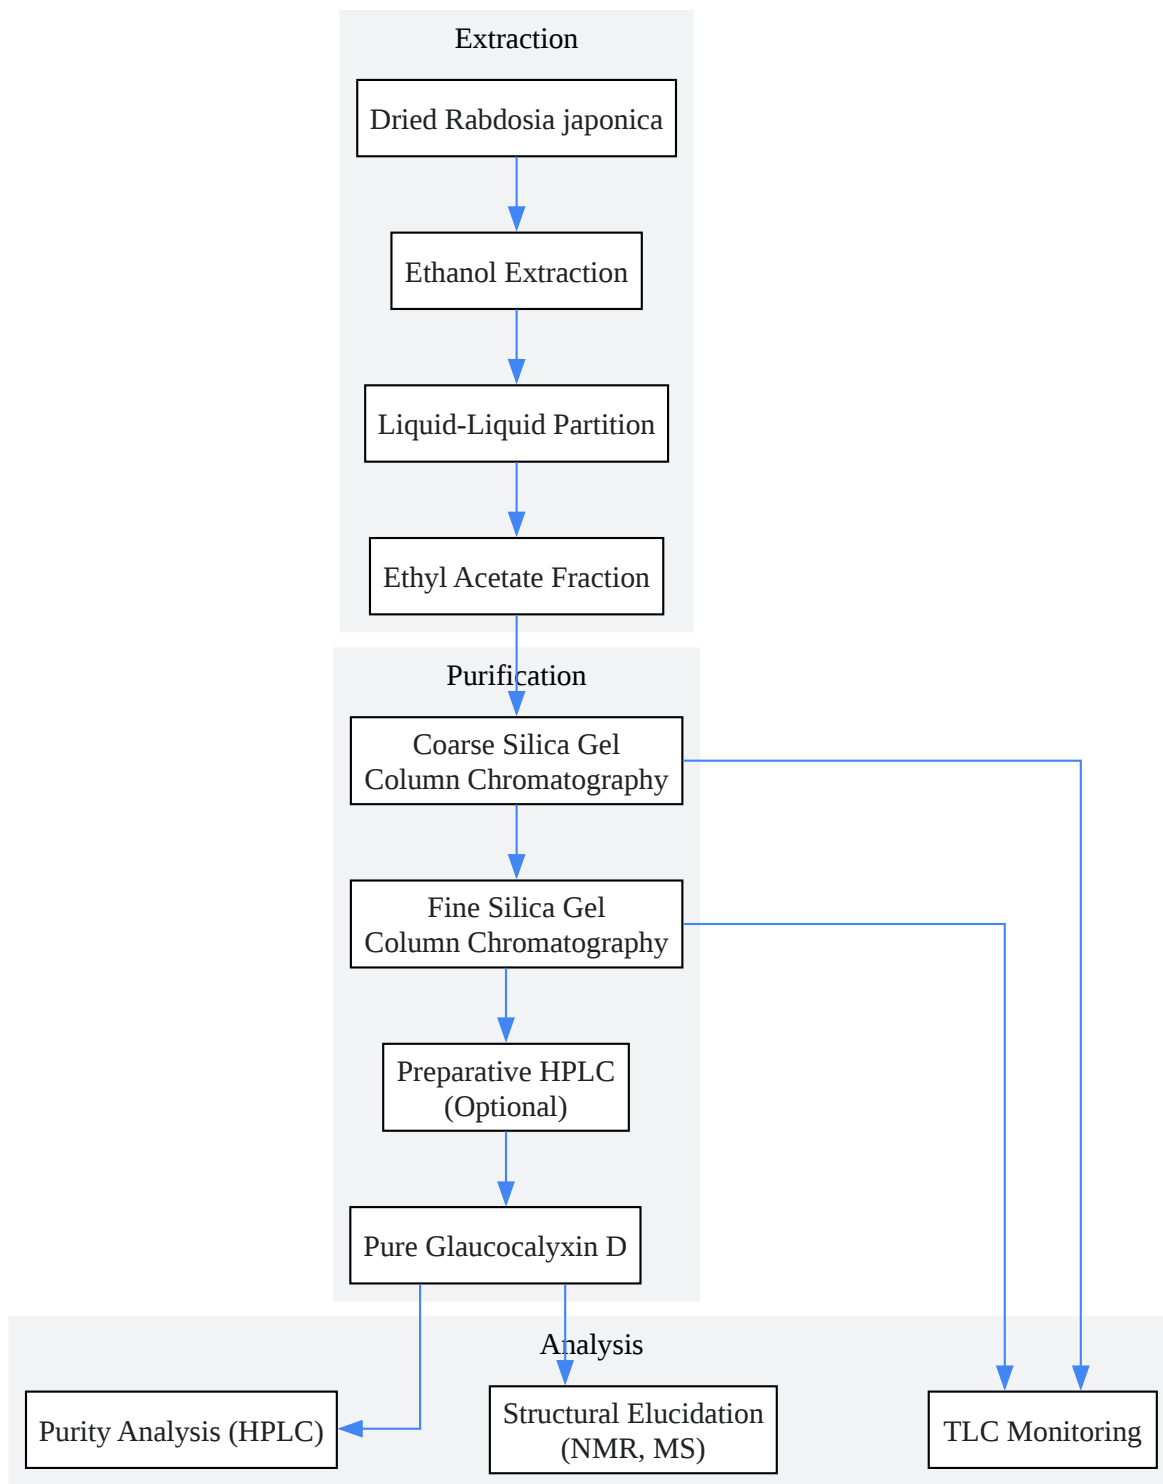 Extraction
Dried Rabdosia japonica
Ethanol Extraction
Liquid-Liquid Partition
Ethyl Acetate Fraction
Purification
Coarse Silica Gel
Column Chromatography
Fine Silica Gel
Column Chromatography
Preparative HPLC
(Optional)
Pure Glaucocalyxin D
Analysis
Purity Analysis (HPLC)
Structural Elucidation
(NMR, MS)
TLC Monitoring